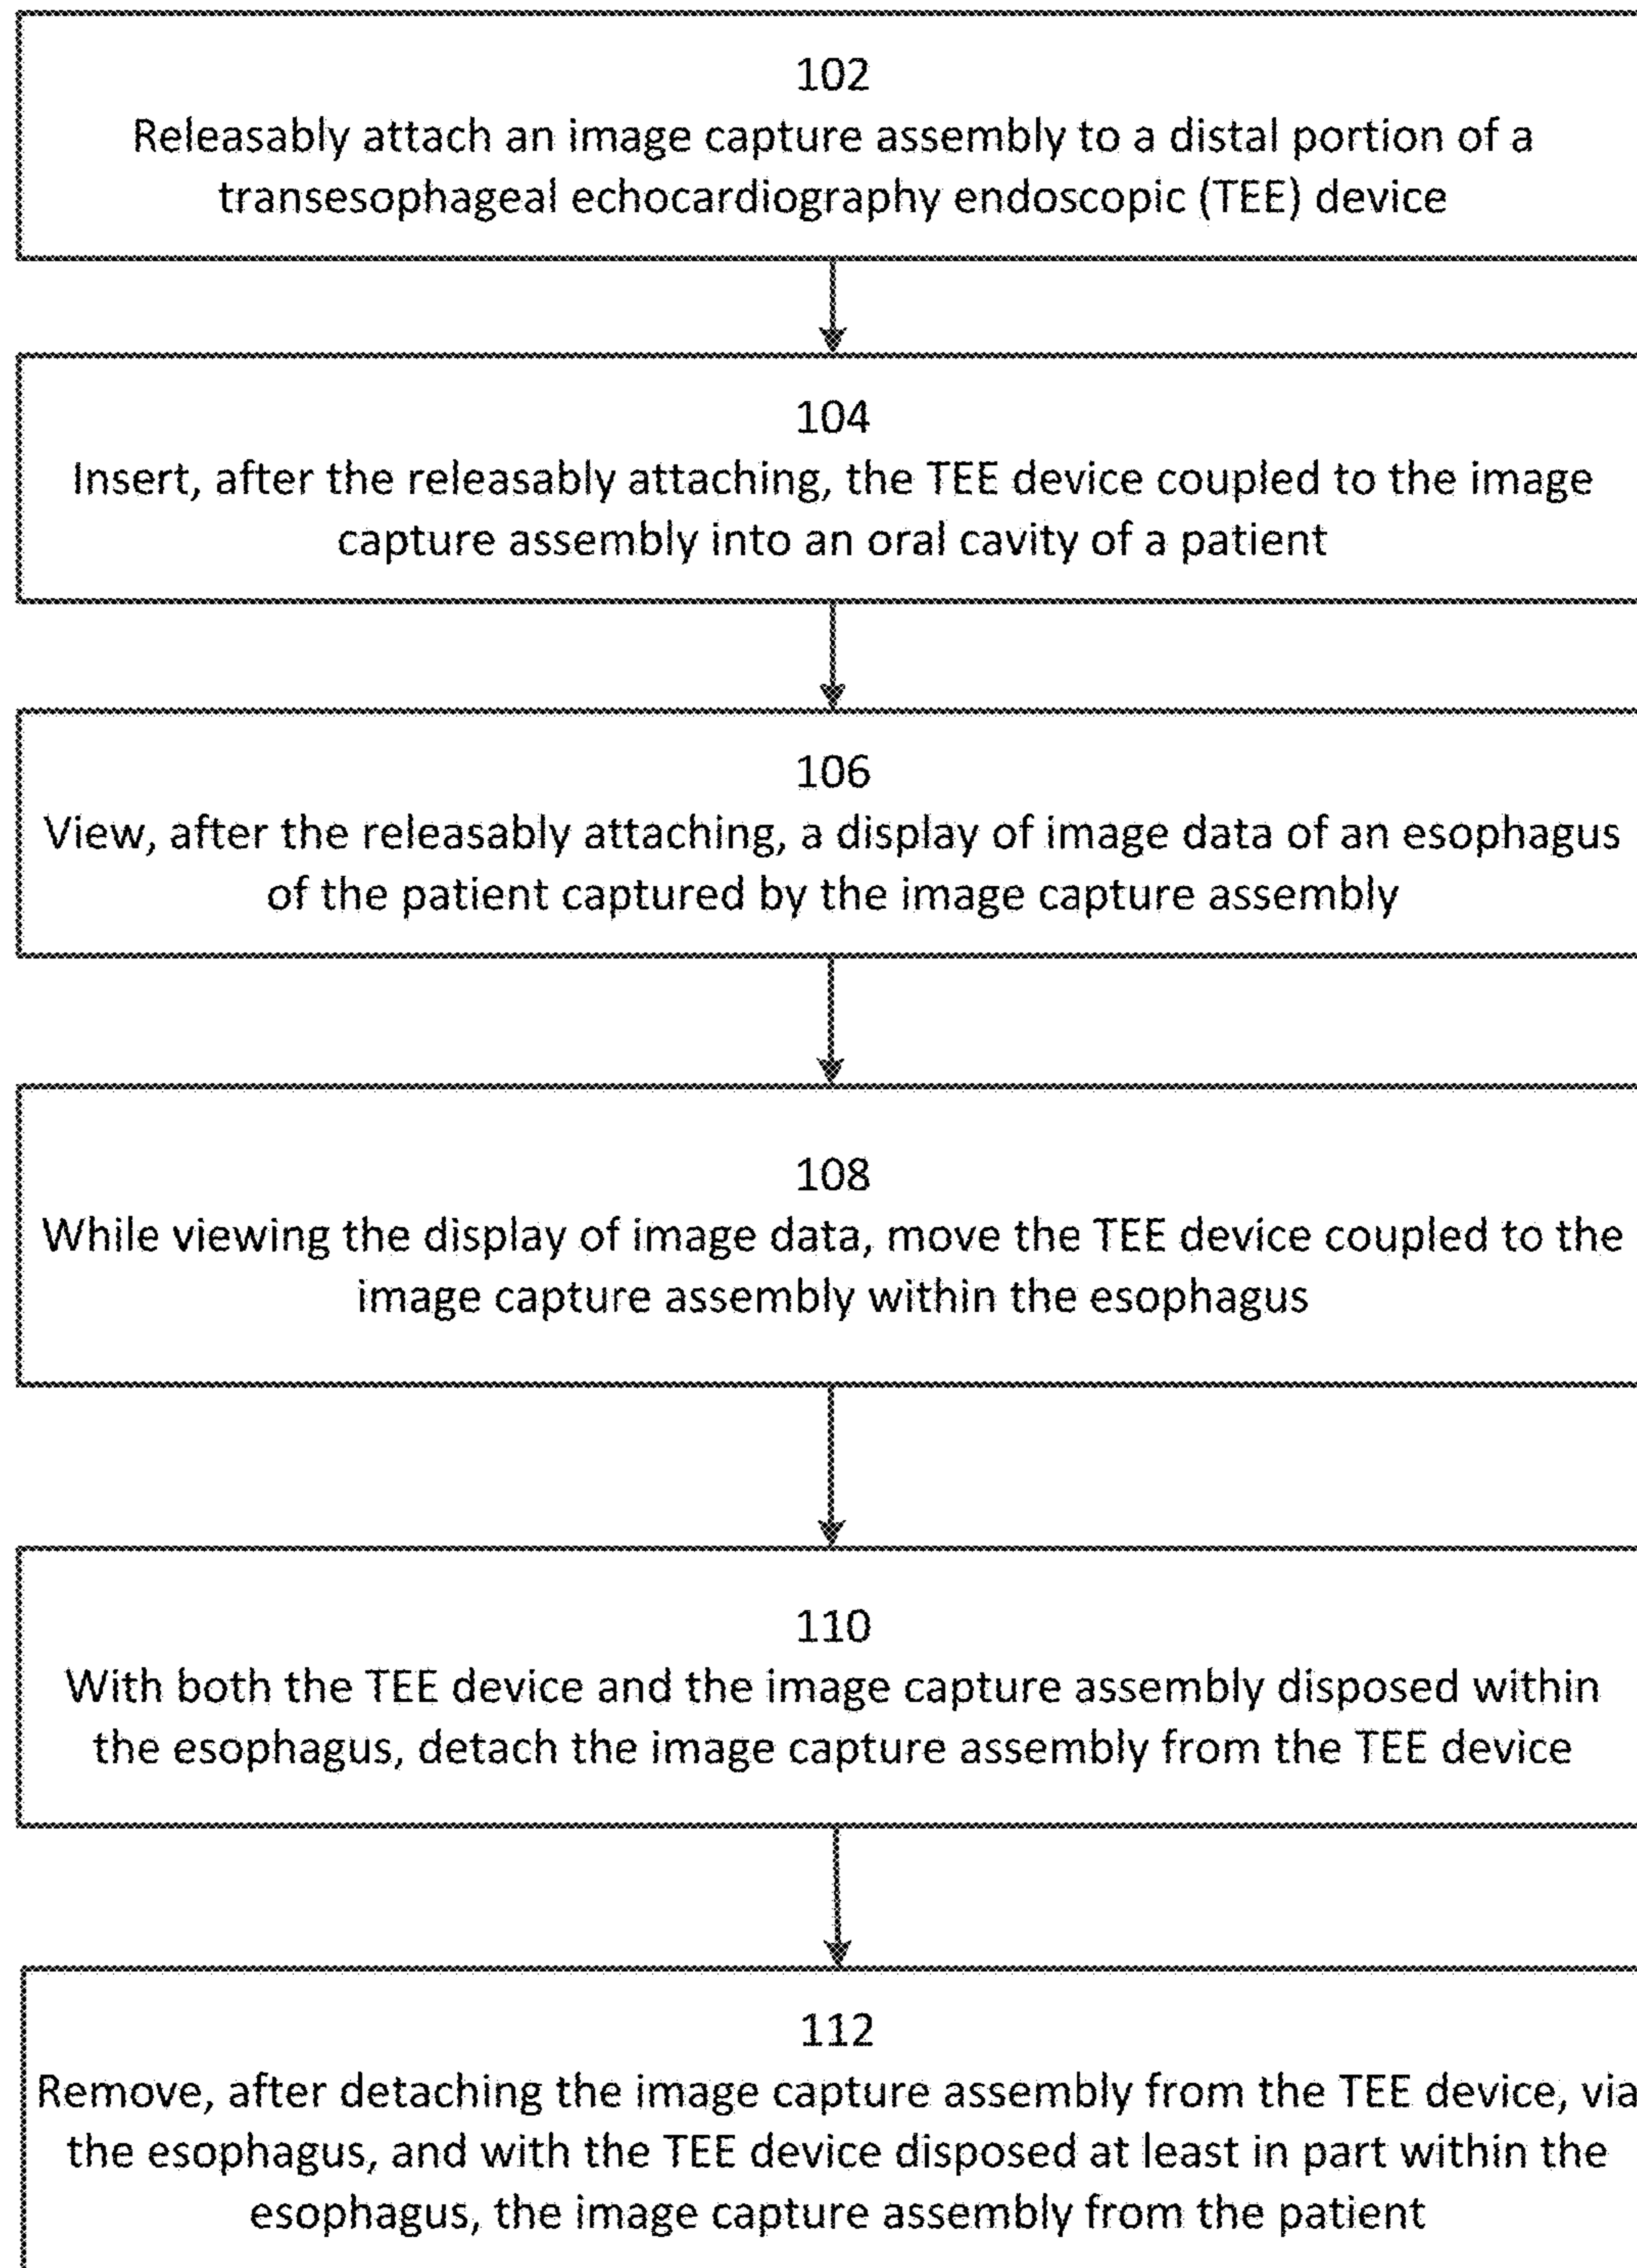 102
Releasably attach an image capture assembly to a distal portion of a
transesophageal echocardiography endoscopic (TEE) device
104
Insert, after the releasably attaching, the TEE device coupled to the image
capture assembly into an oral cavity of a patient
106
View, after the releasably attaching, a display of image data of an esophagus
of the patient captured by the image capture assembly
108
While viewing the display of image data, move the TEE device coupled to the
image capture assembly within the esophagus
110
With both the TEE device and the image capture assembly disposed within
the esophagus, detach the image capture assembly from the TEE device
112
Remove, after detaching the image capture assembly from the TEE device, via
the esophagus, and with the TEE device disposed at least in part within the
esophagus, the image capture assembly from the patient